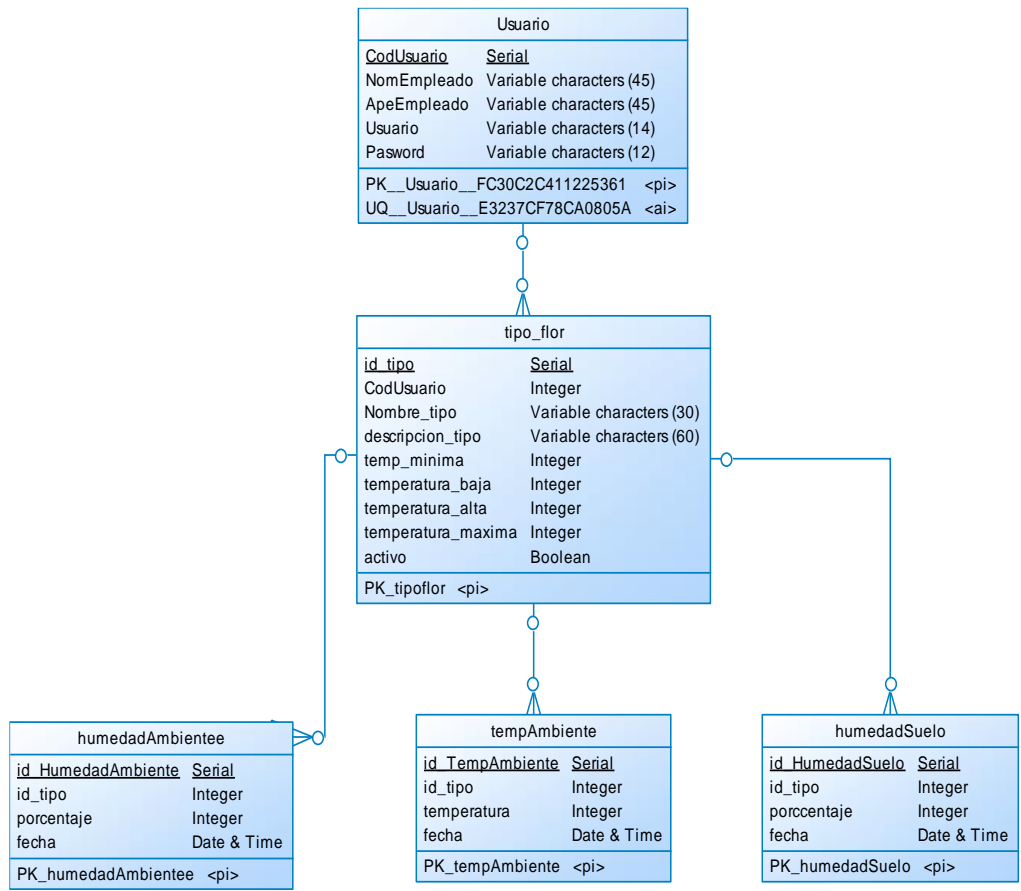 Usuario
CodUsuario Serial
NomEmpleado Variable characters (45)
ApeEmpleado Variable characters (45)
Usuario Variable characters (14)
Pasword Variable characters (12)
PK__Usuario__FC30C2C411225361 <pi>
UQ__Usuario__E3237CF78CA0805A <ai>
tipo_flor
id_tipo Serial
CodUsuario Integer
Nombre_tipo Variable characters (30)
descripcion_tipo Variable characters (60)
temp_minima Integer
temperatura_baja Integer
temperatura_alta Integer
temperatura_maxima Integer
activo Boolean
PK_tipoflor <pi>
humedadAmbientee
id_HumedadAmbiente Serial
id_tipo Integer
porcentaje Integer
fecha Date & Time
PK_humedadAmbientee <pi>
tempAmbiente
id_TempAmbiente Serial
id_tipo Integer
temperatura Integer
fecha Date & Time
PK_tempAmbiente <pi>
humedadSuelo
id_HumedadSuelo Serial
id_tipo Integer
porccentaje Integer
fecha Date & Time
PK_humedadSuelo <pi>